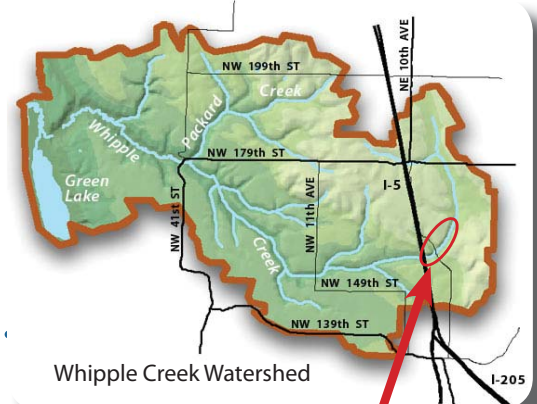 NE 10th AVE
NW 199th ST
Creek
Packard
Whipple
NW 179th ST
I-5
Green
Lake
NW 41st ST
NW 11th AVE
Creek
NW 149th ST
NW 139th ST
Whipple Creek Watershed
I-205